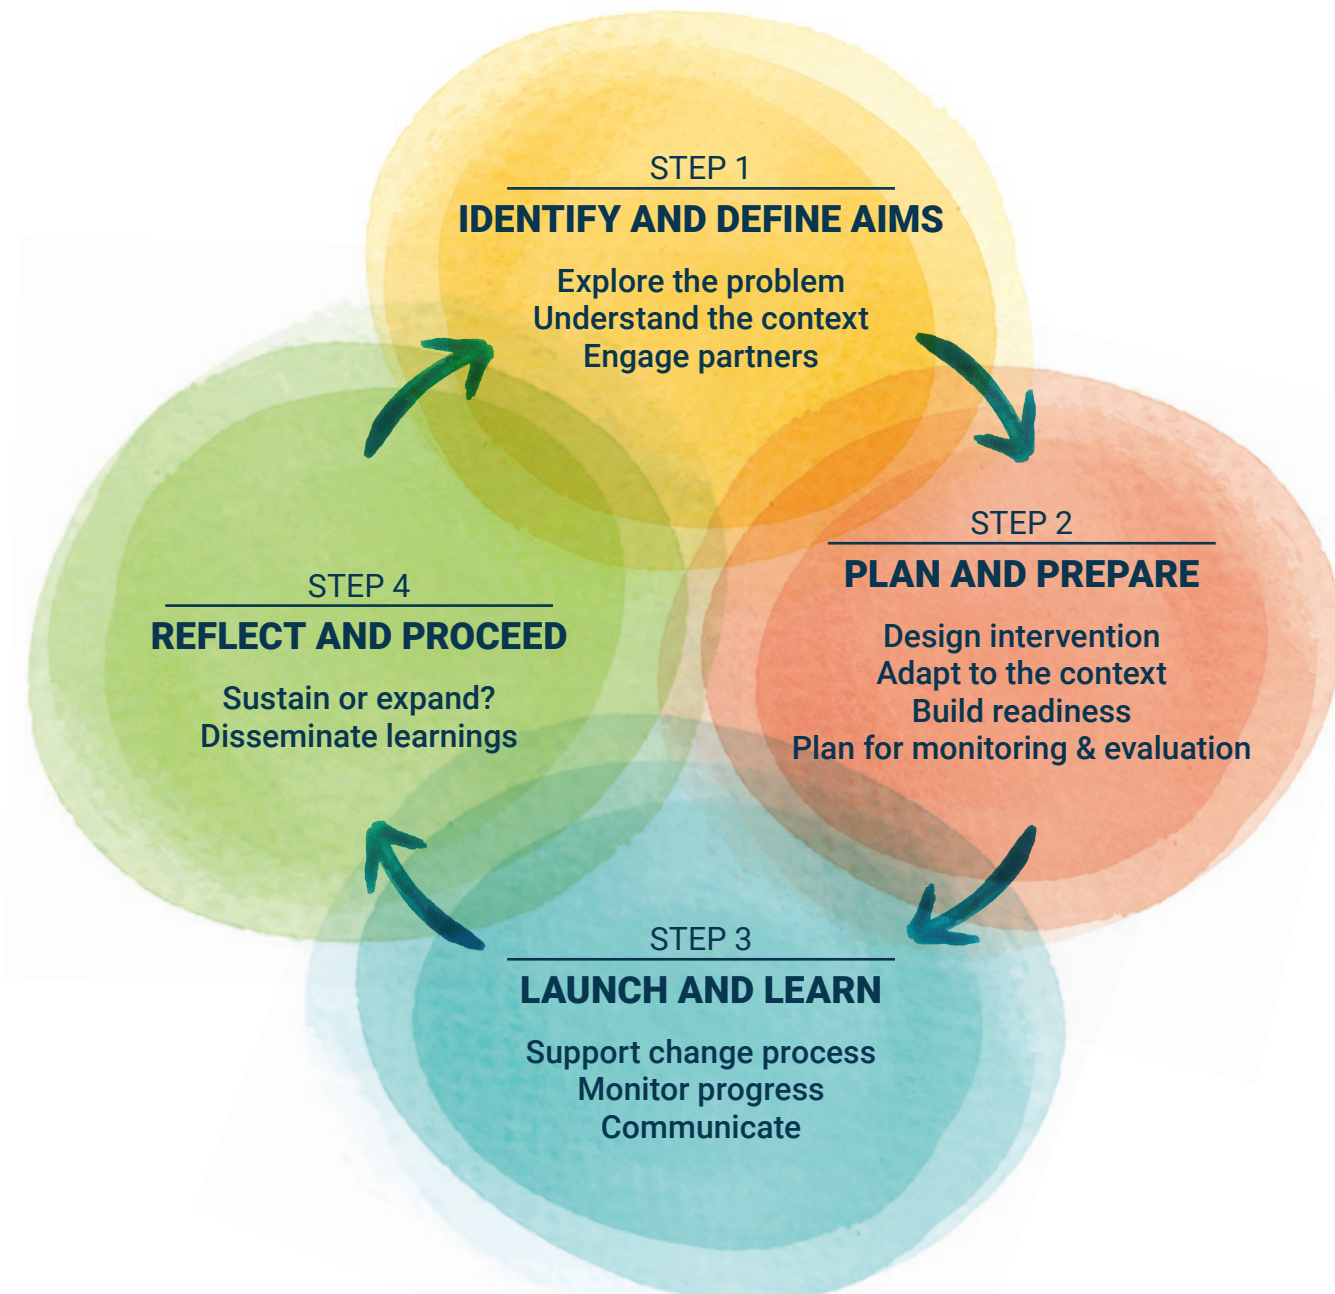 STEP 1
IDENTIFY AND DEFINE AIMS
Explore the problem
Understand the context
Engage partners
STEP 2
PLAN AND PREPARE
Design intervention
Adapt to the context
Build readiness
Plan for monitoring & evaluation
STEP 3
LAUNCH AND LEARN
Support change process
Monitor progress
Communicate
STEP 4
REFLECT AND PROCEED
Sustain or expand?
Disseminate learnings